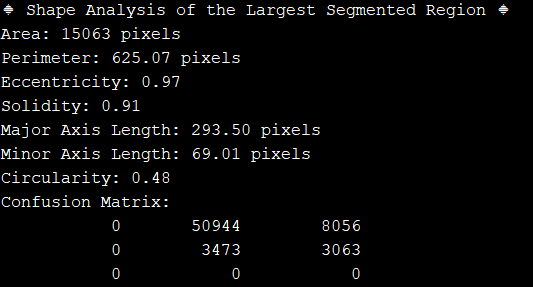 ⌖ Shape Analysis of the Largest Segmented Region ⌖
Area: 15063 pixels
Perimeter: 625.07 pixels
Eccentricity: 0.97
Solidity: 0.91
Major Axis Length: 293.50 pixels
Minor Axis Length: 69.01 pixels
Circularity: 0.48
Confusion Matrix:
0 50944 8056
0 3473 3063
0 0 0